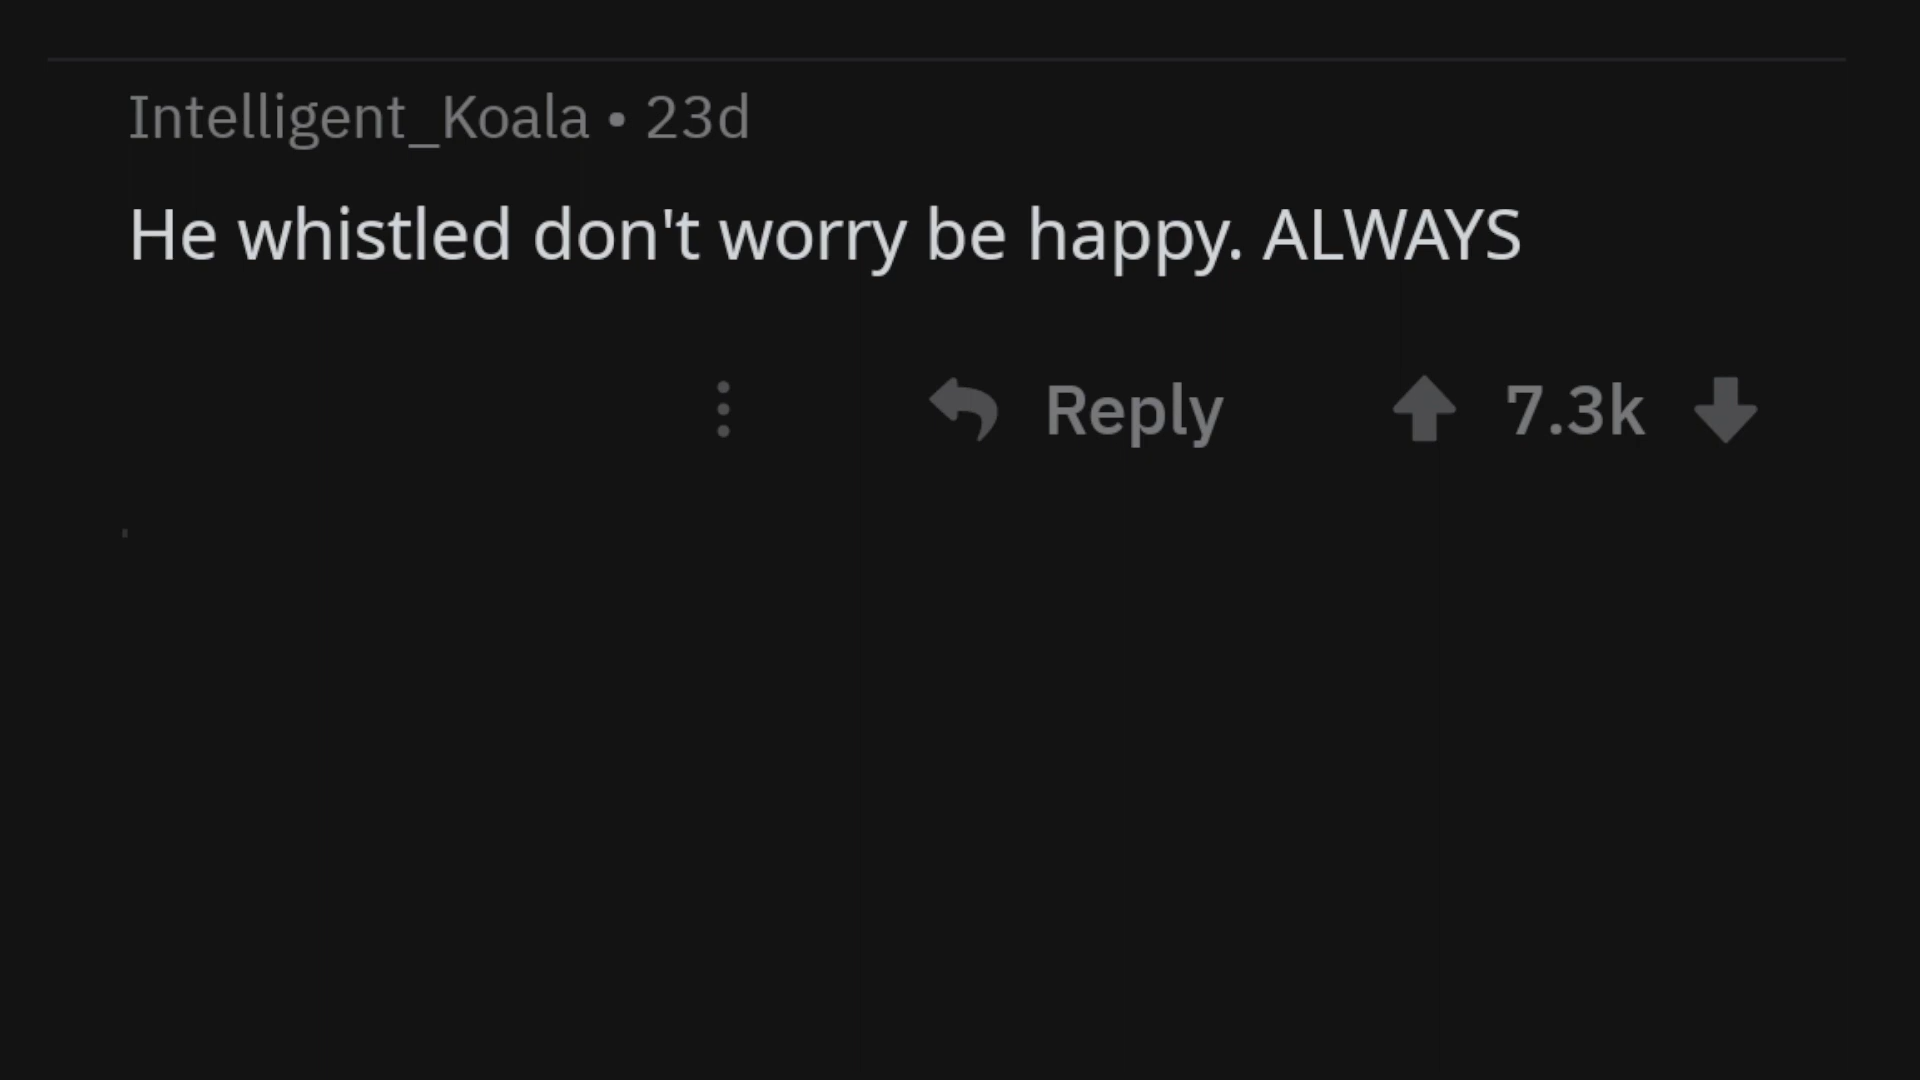 Intelligent_Koala • 23d
He whistled don't worry be happy. ALWAYS
Reply 7.3k